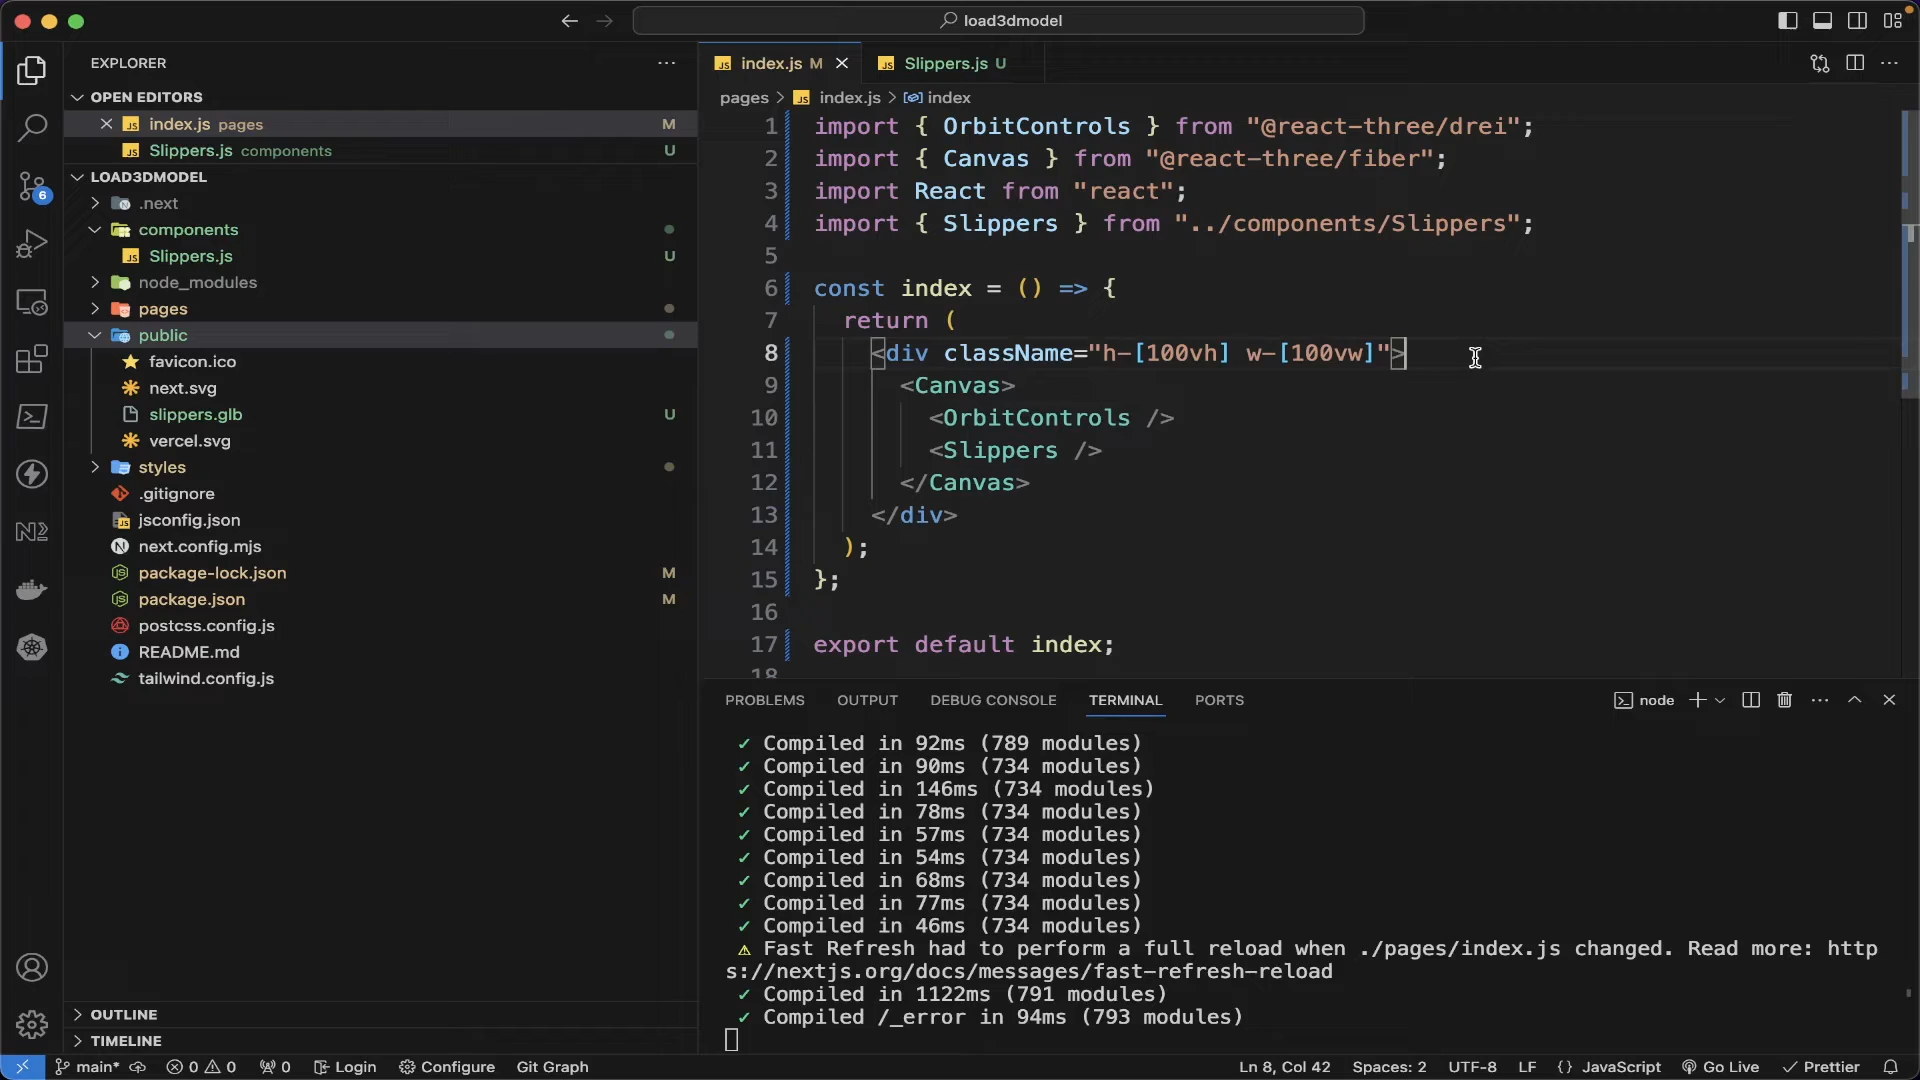 load3dmodel
EXPLORER
OPEN EDITORS
index.js pages M
Slippers.js components U
LOAD3DMODEL
.next
components
Slippers.js U
node_modules
pages
public
favicon.ico
next.svg
slippers.glb U
vercel.svg
styles
.gitignore
jsconfig.json
next.config.mjs
package-lock.json M
package.json M
postcss.config.js
README.md
tailwind.config.js
OUTLINE
TIMELINE
6
index.js M
Slippers.js U
pages > JS index.js > index
1 import { OrbitControls } from "@react-three/drei";
2 import { Canvas } from "@react-three/fiber";
3 import React from "react";
4 import { Slippers } from "../components/Slippers";
5
6 const index = () => {
7 return (
8 <div className="h-[100vh] w-[100vw]">
9 <Canvas>
10 <OrbitControls />
11 <Slippers />
12 </Canvas>
13 </div>
14 );
15 };
16
17 export default index;
18
PROBLEMS OUTPUT DEBUG CONSOLE TERMINAL PORTS node
✓ Compiled in 92ms (789 modules)
✓ Compiled in 90ms (734 modules)
✓ Compiled in 146ms (734 modules)
✓ Compiled in 78ms (734 modules)
✓ Compiled in 57ms (734 modules)
✓ Compiled in 54ms (734 modules)
✓ Compiled in 68ms (734 modules)
✓ Compiled in 77ms (734 modules)
✓ Compiled in 46ms (734 modules)
⚠ Fast Refresh had to perform a full reload when ./pages/index.js changed. Read more: http
s://nextjs.org/docs/messages/fast-refresh-reload
✓ Compiled in 1122ms (791 modules)
✓ Compiled /_error in 94ms (793 modules)
main* 0 0 0 Login Configure Git Graph Ln 8, Col 42 Spaces: 2 UTF-8 LF {} JavaScript Go Live Prettier